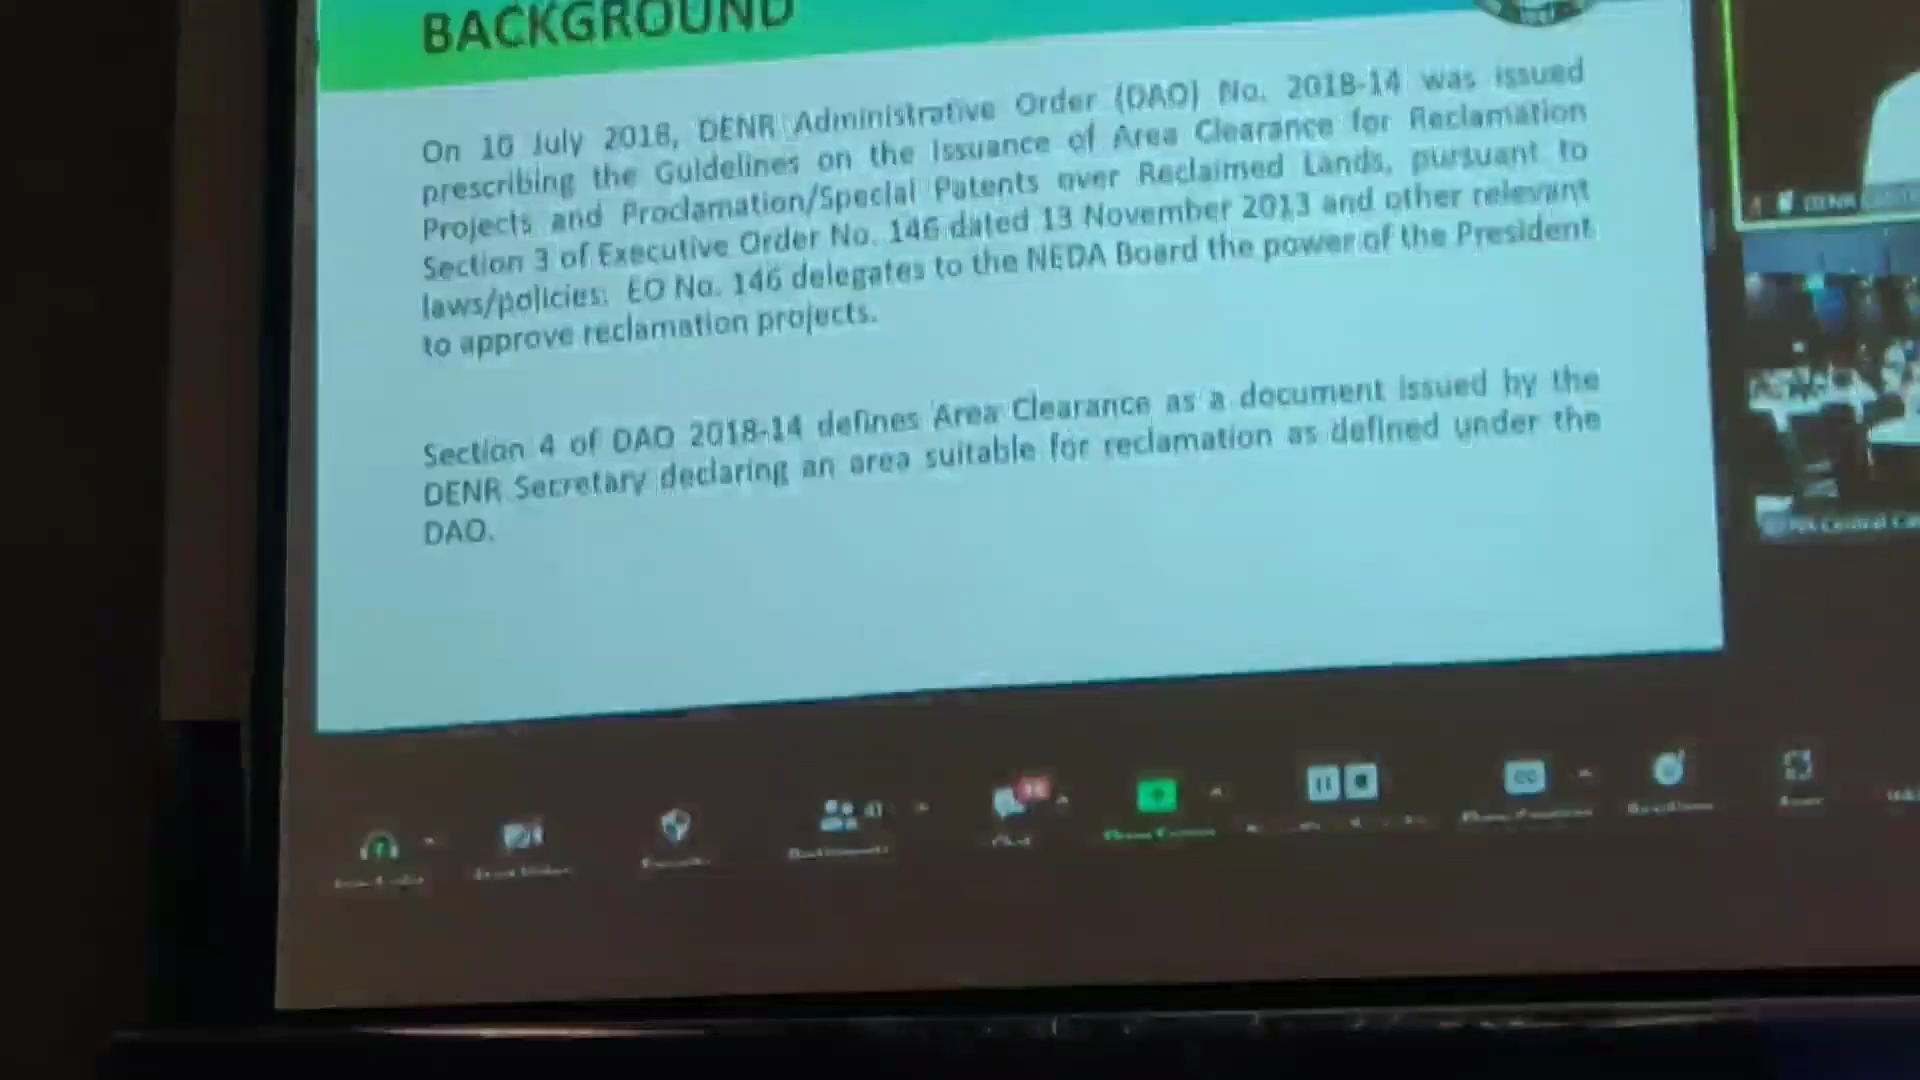 BACKGROUND
On 10 July 2018, DENR Administrative Order (DAO) No. 2018-14 was issued
prescribing the Guidelines on the Issuance of Area Clearance for Reclamation
Projects and Proclamation/Special Patents over Reclaimed Lands, pursuant to
Section 3 of Executive Order No. 146 dated 13 November 2013 and other relevant
laws/policies. EO No. 146 delegates to the NEDA Board the power of the President
to approve reclamation projects.
Section 4 of DAO 2018-14 defines Area Clearance as a document issued by the
DENR Secretary declaring an area suitable for reclamation as defined under the
DAO.
DENR
Central
41
Chat
CC